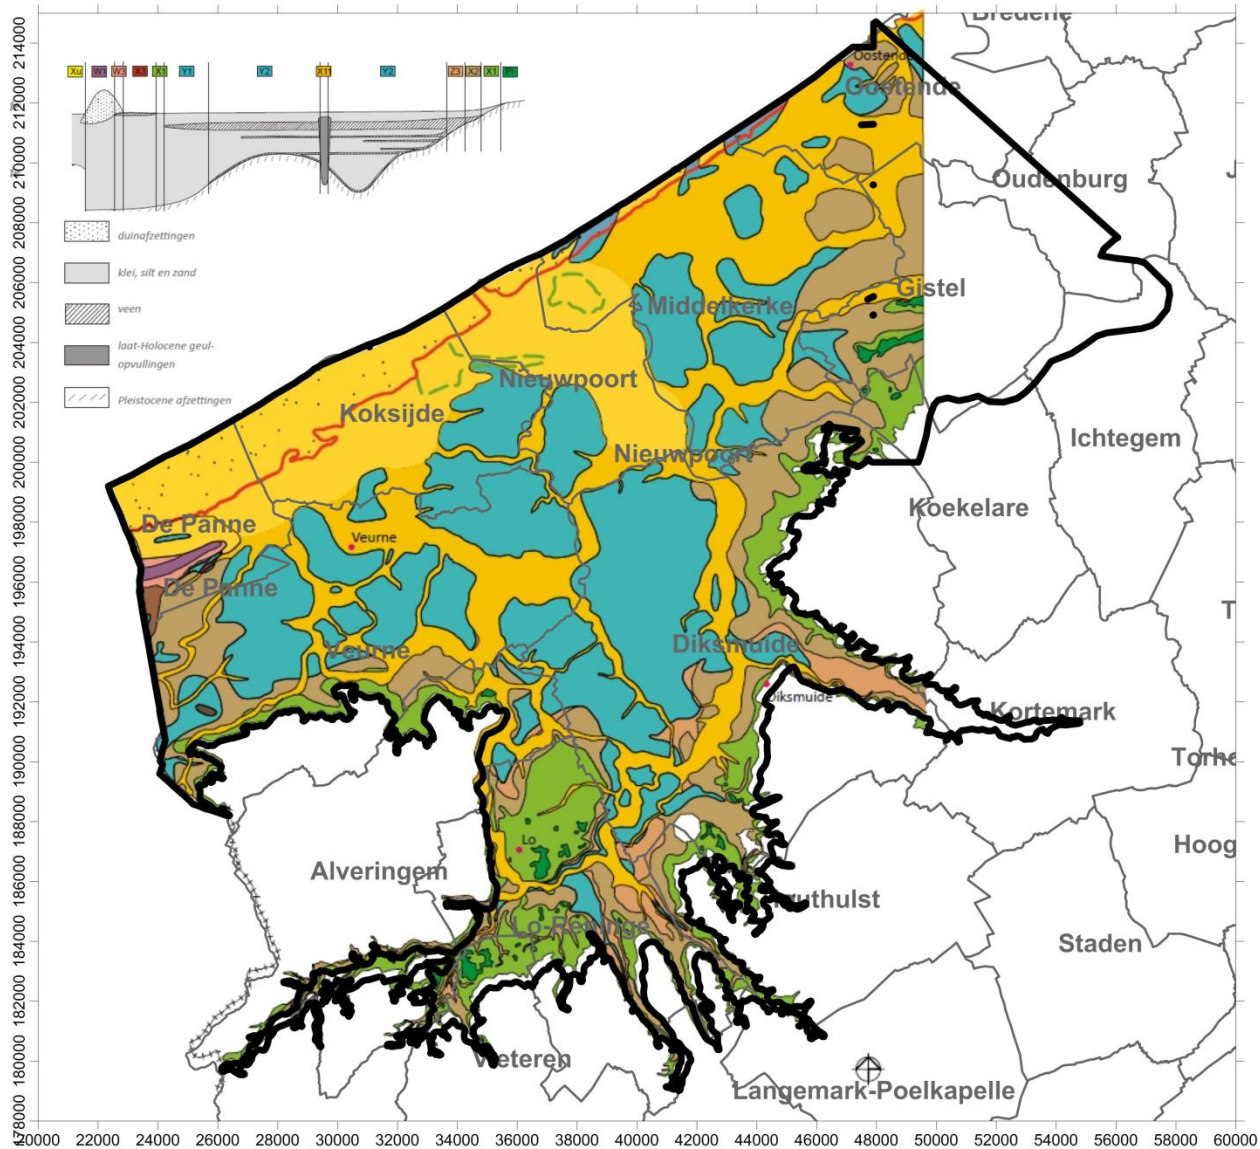 Xu W1 W3 X3 X1 Y1 Y2 X11 Y2 Z3 X2 X1 P1
duinafzettingen
klei, silt en zand
veen
laat-Holocene geul-
opvullingen
Pleistocene afzettingen
Bredene
Oostende
Oostende
Oudenburg
Gistel
Middelkerke
Nieuwpoort
Koksijde
Ichtegem
Nieuwpoort
Koekelare
De Panne
Veurne
De Panne
Diksmuide
Veurne
Diksmuide
Kortemark
Torho
Hoog
Lo
Alveringem
uthulst
Lo-Reninge
Staden
Vleteren
Langemark-Poelkapelle
214000
212000
210000
208000
206000
204000
202000
200000
198000
196000
194000
192000
190000
188000
186000
184000
182000
180000
178000
20000 22000 24000 26000 28000 30000 32000 34000 36000 38000 40000 42000 44000 46000 48000 50000 52000 54000 56000 58000 60000